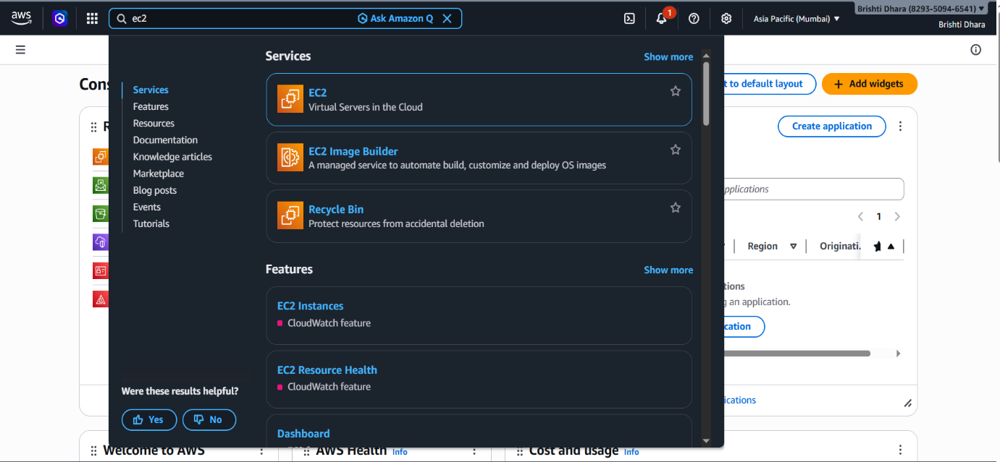 aws
ec2
Ask Amazon Q
1
Asia Pacific (Mumbai)
Brishti Dhara (8293-5094-6541)
Brishti Dhara
Cons
t to default layout
Add widgets
Services
Features
Resources
Documentation
Knowledge articles
Marketplace
Blog posts
Events
Tutorials
Were these results helpful?
Yes
No
Services
Show more
EC2
Virtual Servers in the Cloud
EC2 Image Builder
A managed service to automate build, customize and deploy OS images
Recycle Bin
Protect resources from accidental deletion
Features
Show more
EC2 Instances
CloudWatch feature
EC2 Resource Health
CloudWatch feature
Dashboard
R
Create application
pplications
1
Region
Originati.
tions
g an application.
cation
ications
Welcome to AWS
AWS Health Info
Cost and usage Info